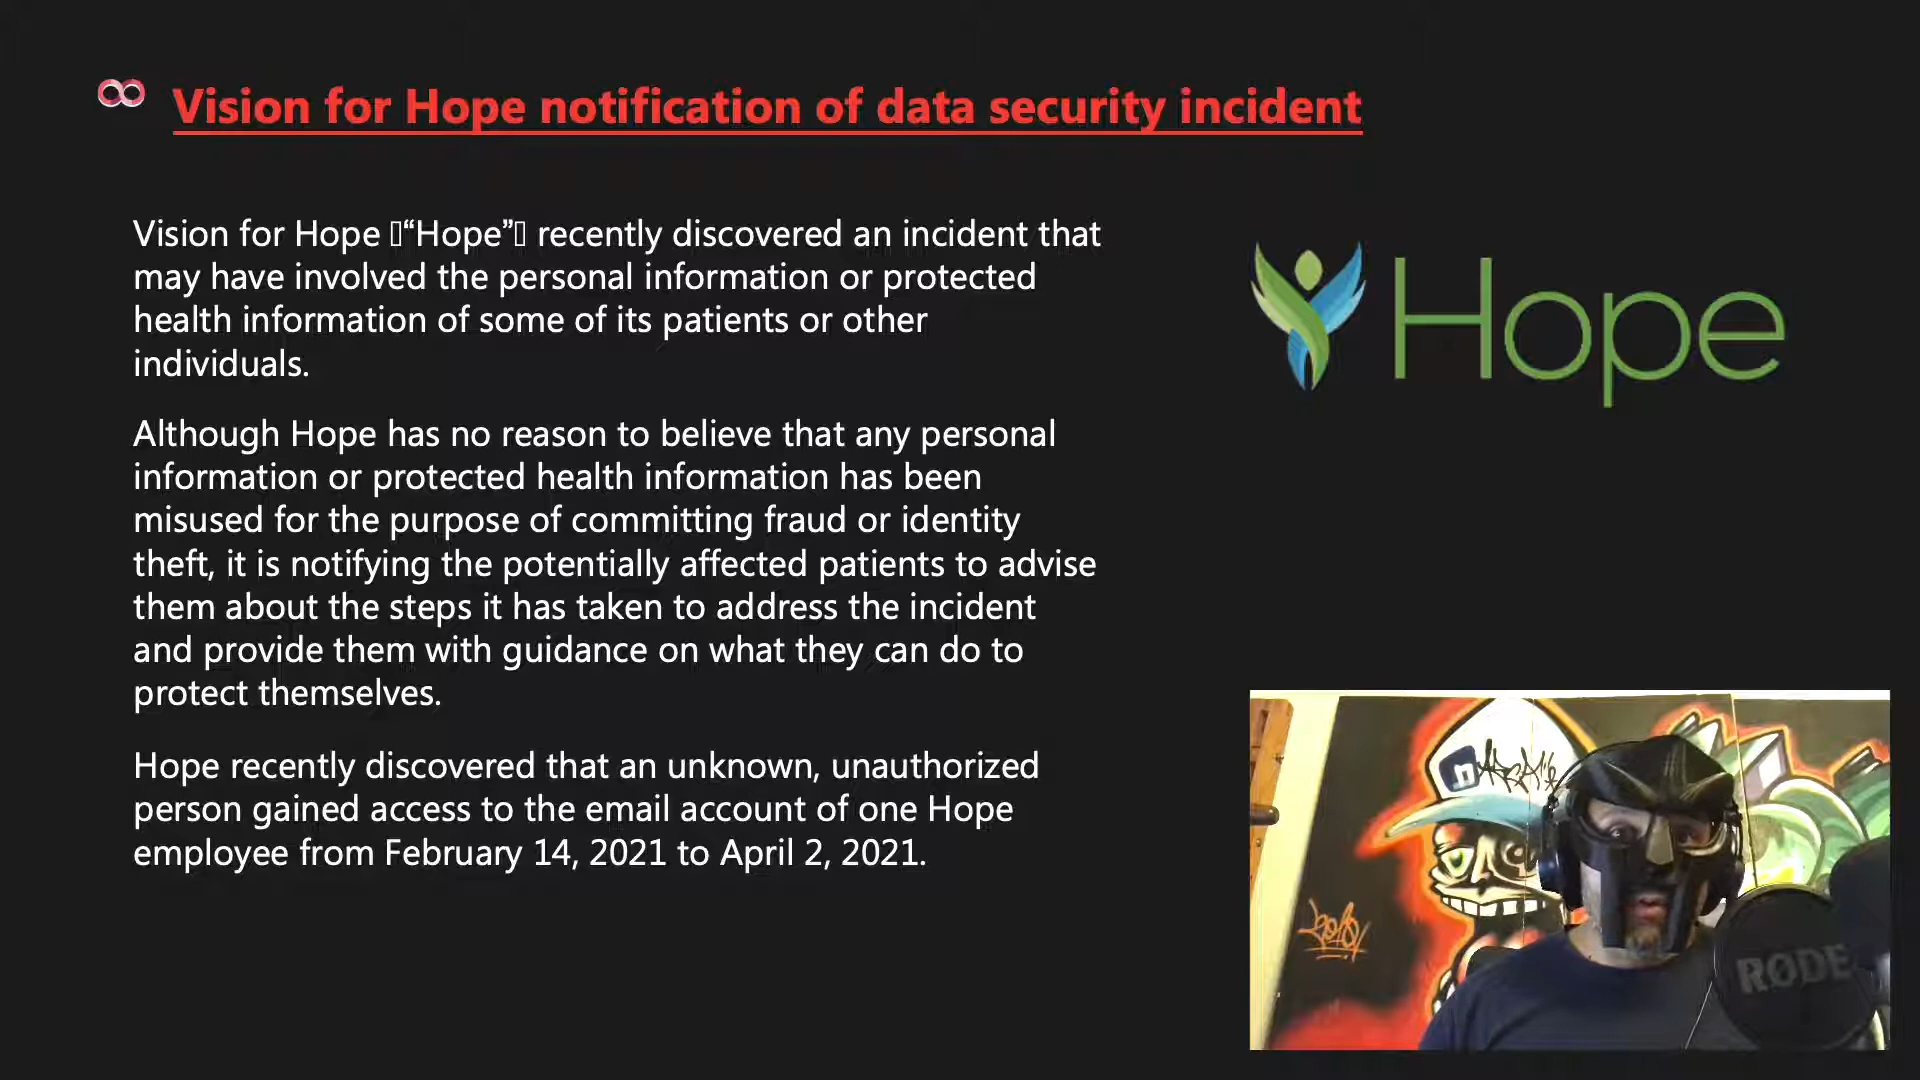 Vision for Hope notification of data security incident
Vision for Hope ▯“Hope”▯ recently discovered an incident that
may have involved the personal information or protected
health information of some of its patients or other
individuals.
Although Hope has no reason to believe that any personal
information or protected health information has been
misused for the purpose of committing fraud or identity
theft, it is notifying the potentially affected patients to advise
them about the steps it has taken to address the incident
and provide them with guidance on what they can do to
protect themselves.
Hope recently discovered that an unknown, unauthorized
person gained access to the email account of one Hope
employee from February 14, 2021 to April 2, 2021.
Hope
RØDE